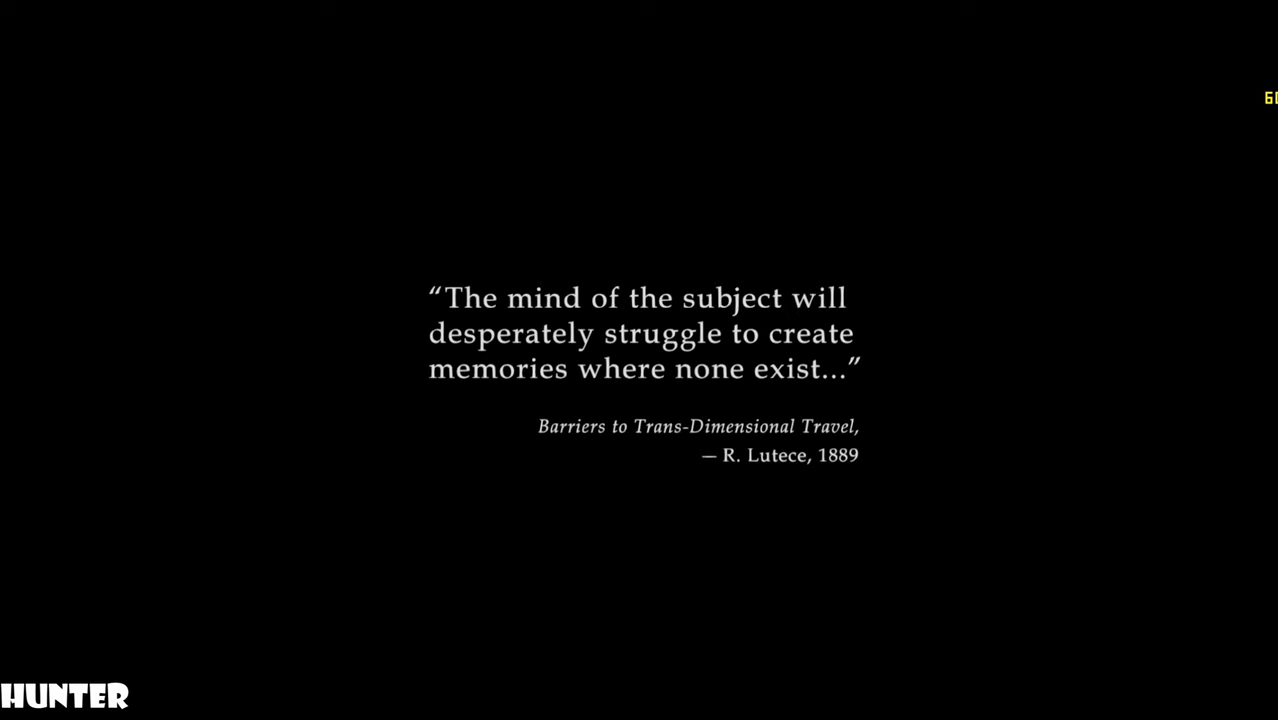 60
“The mind of the subject will
desperately struggle to create
memories where none exist...”
Barriers to Trans-Dimensional Travel,
— R. Lutece, 1889
HUNTER